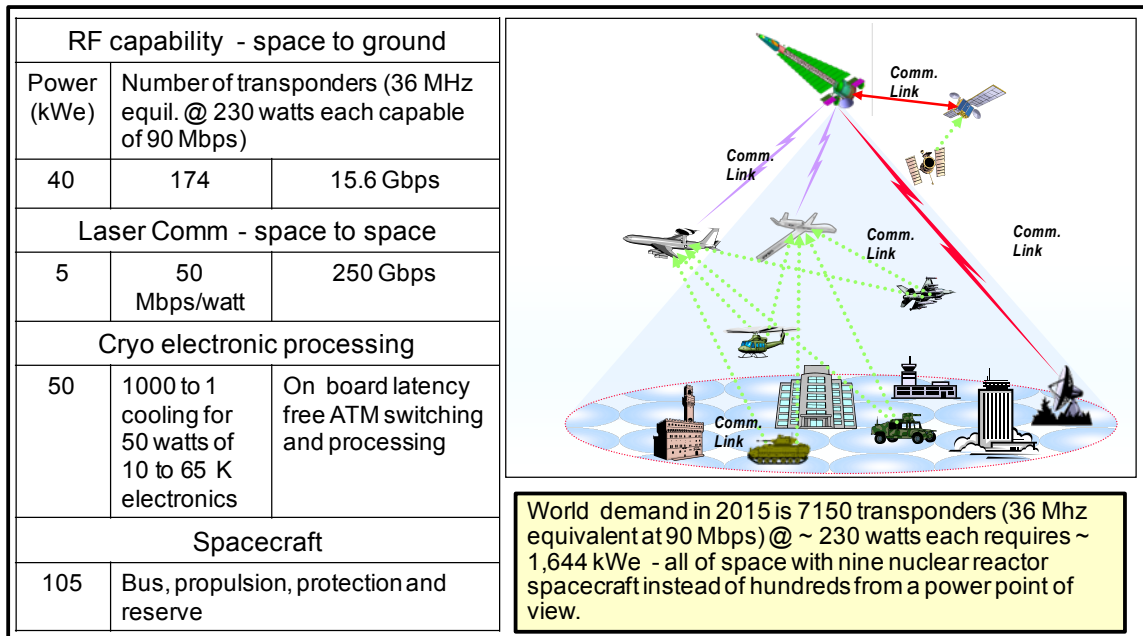 RF capability - space to ground
Power
(kWe)
Number of transponders (36 MHz
equil. @ 230 watts each capable
of 90 Mbps)
40
174
15.6 Gbps
Laser Comm - space to space
5
50
Mbps/watt
250 Gbps
Cryo electronic processing
50
1000 to 1
cooling for
50 watts of
10 to 65 K
electronics
On board latency
free ATM switching
and processing
Spacecraft
105
Bus, propulsion, protection and
reserve
Comm.
Link
Comm.
Link
Comm.
Link
Comm.
Link
Comm.
Link
World demand in 2015 is 7150 transponders (36 Mhz
equivalent at 90 Mbps) @ ~ 230 watts each requires ~
1,644 kWe - all of space with nine nuclear reactor
spacecraft instead of hundreds from a power point of
view.